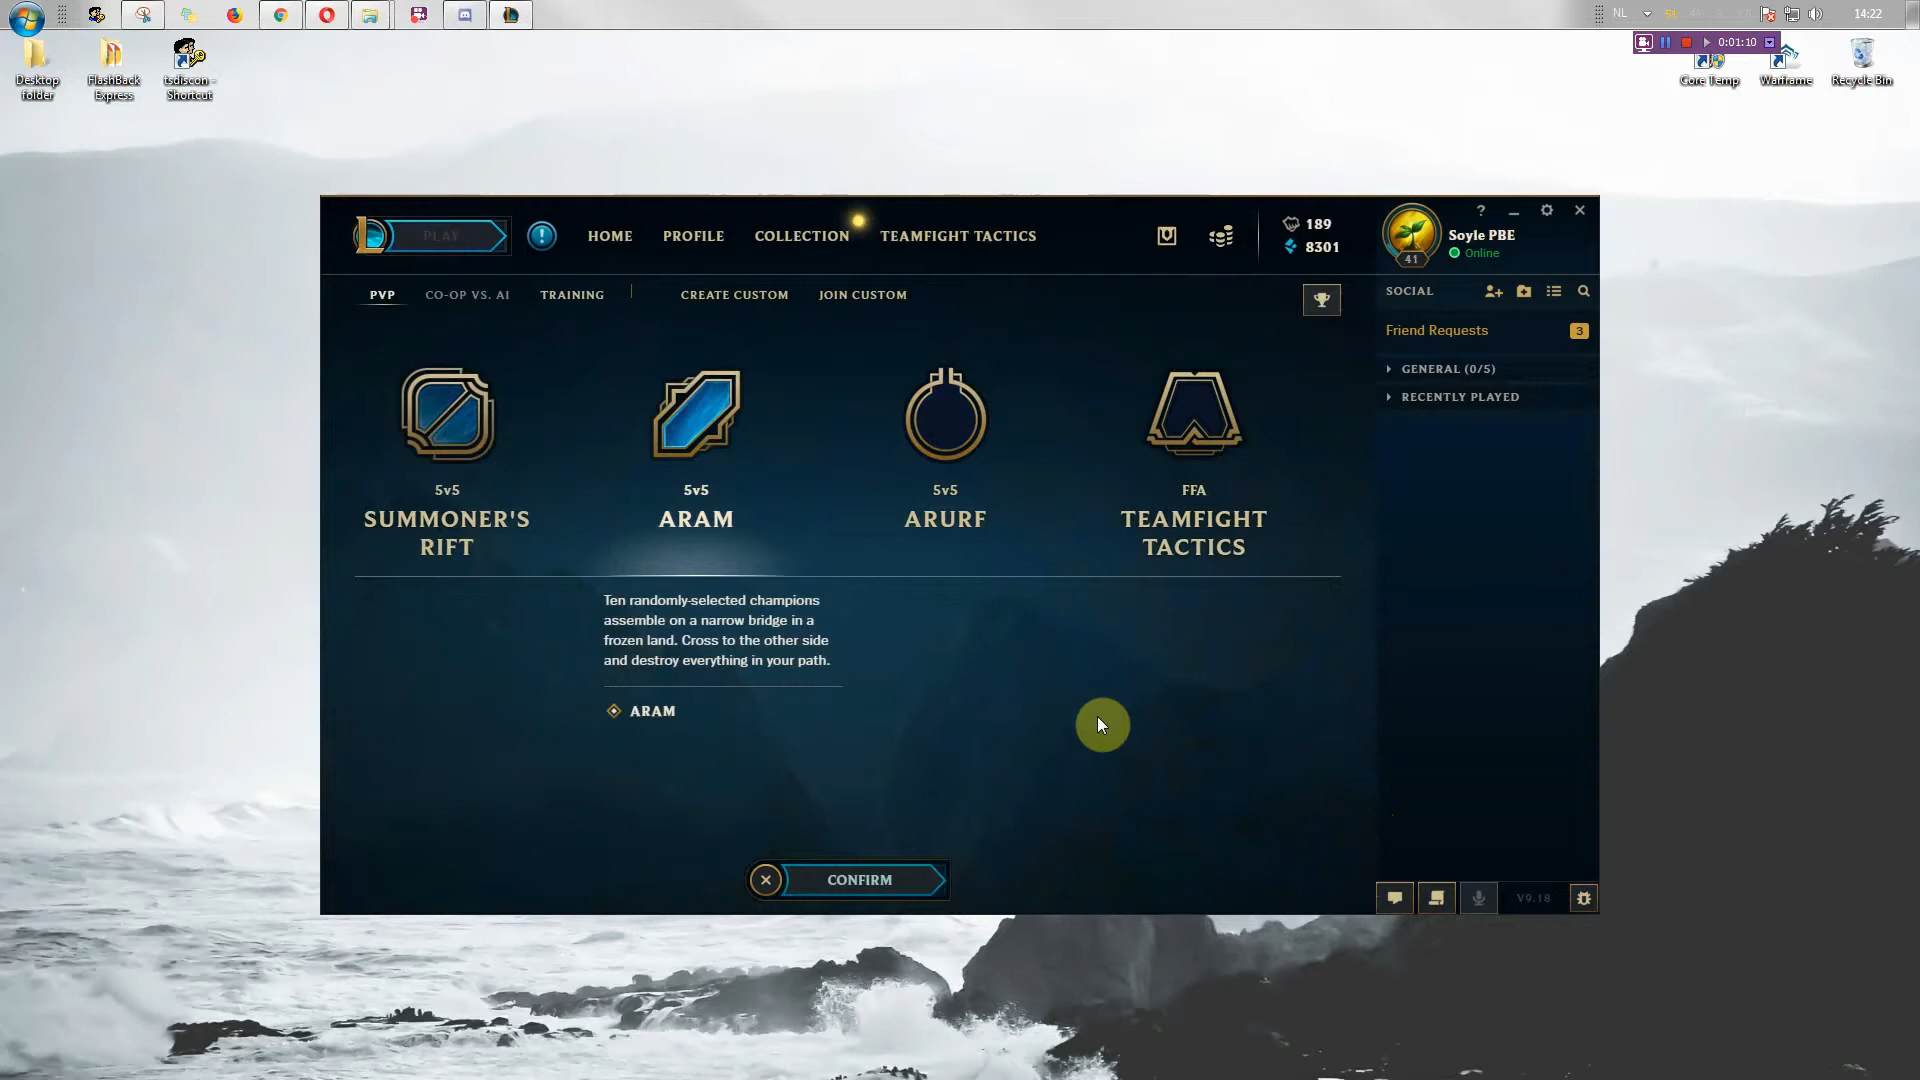 NL
14:22
0:01:10
Desktop folder
FlashBack Express
tsdiscon - Shortcut
Core Temp
Warframe
Recycle Bin
PLAY
HOME
PROFILE
COLLECTION
TEAMFIGHT TACTICS
189
8301
41
Soyle PBE
Online
PVP
CO-OP VS. AI
TRAINING
CREATE CUSTOM
JOIN CUSTOM
SOCIAL
Friend Requests
3
GENERAL (0/5)
RECENTLY PLAYED
5v5
SUMMONER'S
RIFT
5v5
ARAM
5v5
ARURF
FFA
TEAMFIGHT
TACTICS
Ten randomly-selected champions
assemble on a narrow bridge in a
frozen land. Cross to the other side
and destroy everything in your path.
ARAM
CONFIRM
V9.18